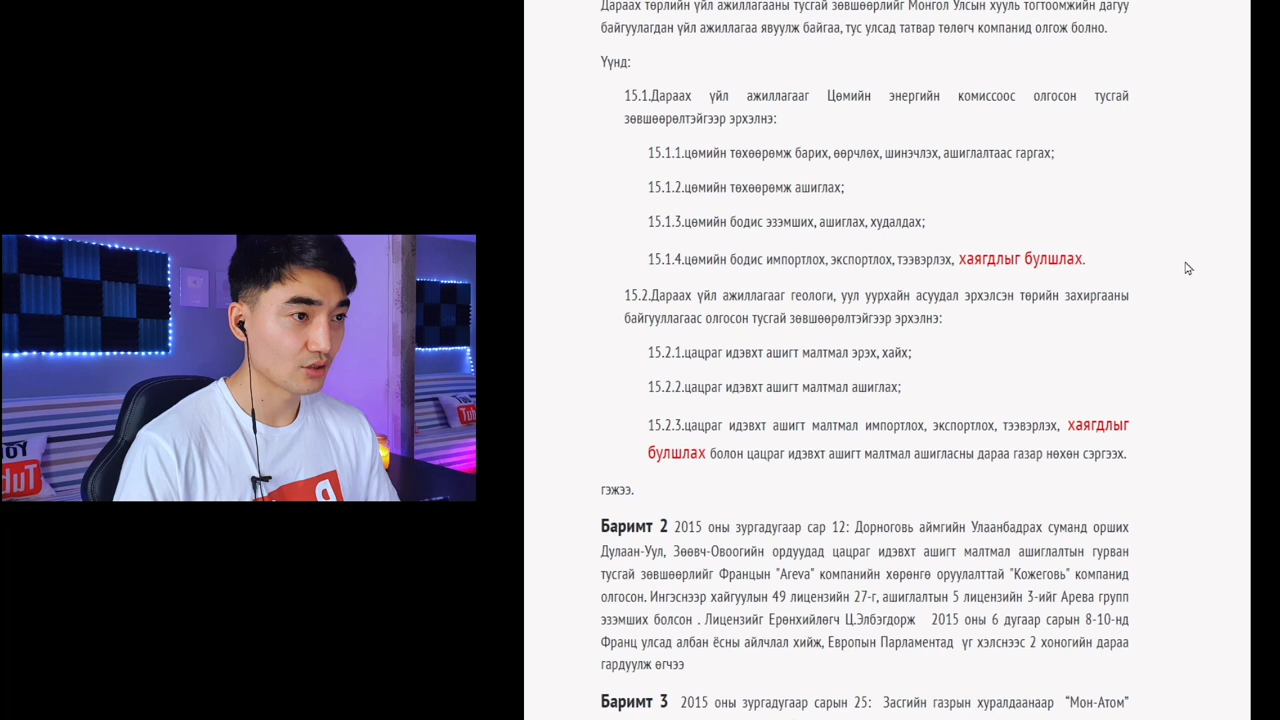 Дараах төрлийн үйл ажиллагааны тусгай зөвшөөрлийг Монгол Улсын хууль тогтоомжийн дагуу
байгуулагдан үйл ажиллагаа явуулж байгаа, тус улсад татвар төлөгч компанид олгож болно.
Үүнд:
15.1.Дараах үйл ажиллагааг Цөмийн энергийн комиссоос олгосон тусгай
зөвшөөрөлтэйгээр эрхэлнэ:
15.1.1.цөмийн төхөөрөмж барих, өөрчлөх, шинэчлэх, ашиглалтаас гаргах;
15.1.2.цөмийн төхөөрөмж ашиглах;
15.1.3.цөмийн бодис эзэмших, ашиглах, худалдах;
15.1.4.цөмийн бодис импортлох, экспортлох, тээвэрлэх, хаягдлыг булшлах.
15.2.Дараах үйл ажиллагааг геологи, уул уурхайн асуудал эрхэлсэн төрийн захиргааны
байгууллагаас олгосон тусгай зөвшөөрөлтэйгээр эрхэлнэ:
15.2.1.цацраг идэвхт ашигт малтмал эрэх, хайх;
15.2.2.цацраг идэвхт ашигт малтмал ашиглах;
15.2.3.цацраг идэвхт ашигт малтмал импортлох, экспортлох, тээвэрлэх, хаягдлыг
булшлах болон цацраг идэвхт ашигт малтмал ашигласны дараа газар нөхөн сэргээх.
гэжээ.
Баримт 2 2015 оны зургадугаар сар 12: Дорноговь аймгийн Улаанбадрах суманд орших
Дулаан-Уул, Зөөвч-Овоогийн ордуудад цацраг идэвхт ашигт малтмал ашиглалтын гурван
тусгай зөвшөөрлийг Францын "Areva" компанийн хөрөнгө оруулалттай "Кожеговь" компанид
олгосон. Ингэснээр хайгуулын 49 лицензийн 27-г, ашиглалтын 5 лицензийн 3-ийг Арева групп
эзэмших болсон . Лицензийг Ерөнхийлөгч Ц.Элбэгдорж 2015 оны 6 дугаар сарын 8-10-нд
Франц улсад албан ёсны айлчлал хийж, Европын Парламентад үг хэлснээс 2 хоногийн дараа
гардуулж өгчээ
Баримт 3 2015 оны зургадугаар сарын 25: Засгийн газрын хуралдаанаар “Мон-Атом”